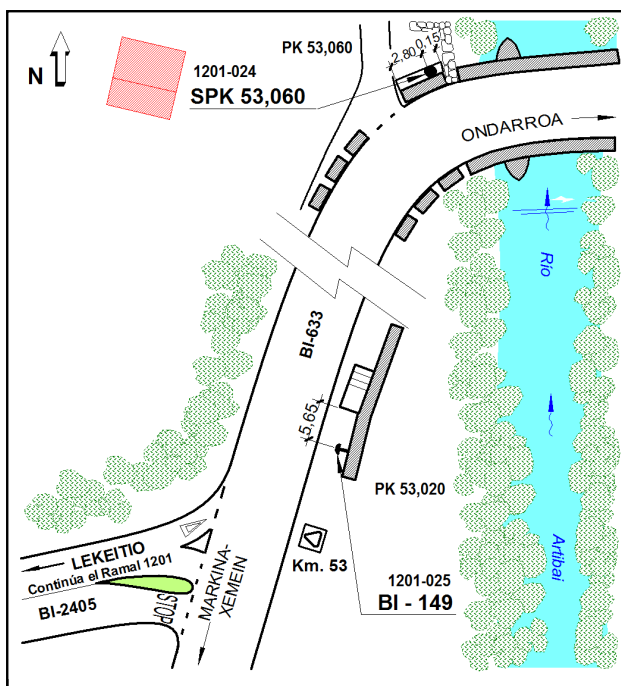 PK 53,060
2,80
0,15
N
1201-024
SPK 53,060
ONDARROA
Río
BI-633
5,65
PK 53,020
LEKEITIO
Continúa el Ramal 1201
BI-2405
STOP
MARKINA-
XEMEIN
Km. 53
1201-025
BI - 149
Artibai